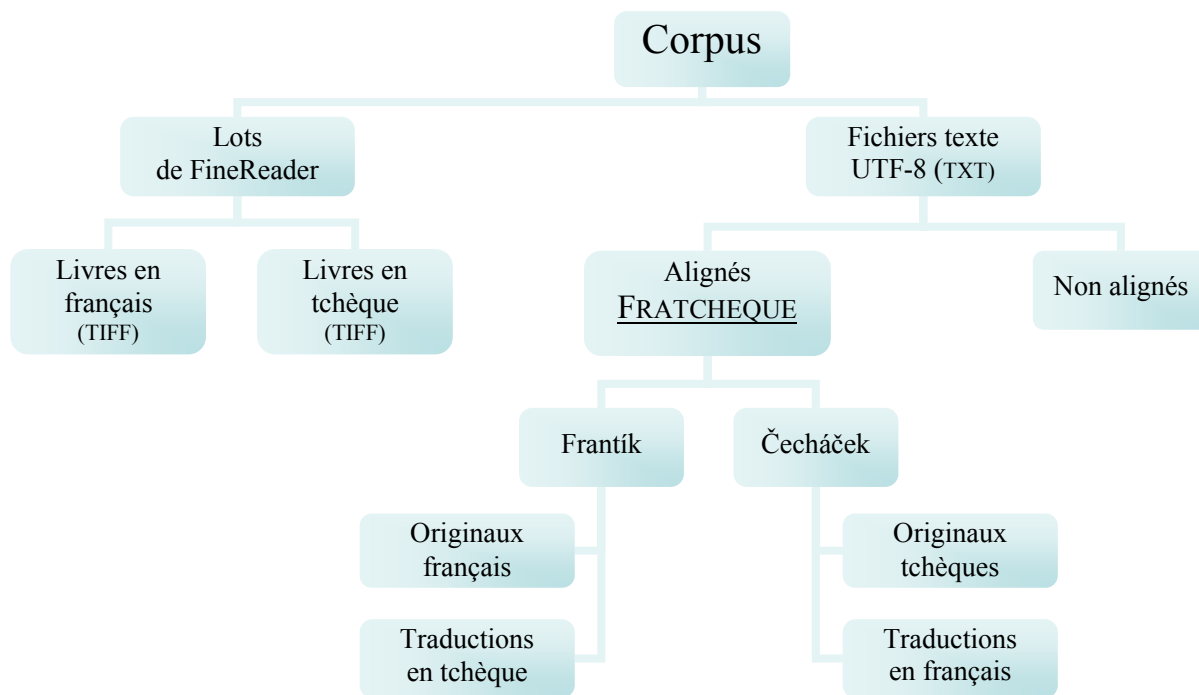 Corpus
Lots
de FineReader
Fichiers texte
UTF-8 (TXT)
Livres en
français
(TIFF)
Livres en
tchèque
(TIFF)
Alignés
FRATCHEQUE
Non alignés
Frantík
Čecháček
Originaux
français
Originaux
tchèques
Traductions
en tchèque
Traductions
en français